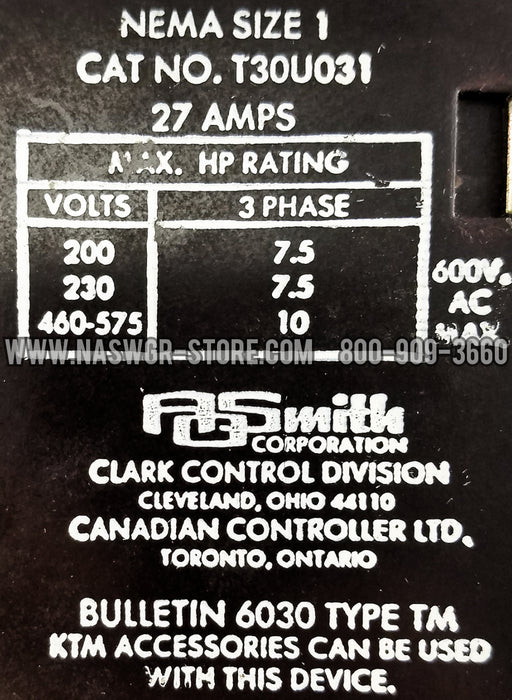 NEMA SIZE 1
CAT NO. T30U031
27 AMPS
MAX. HP RATING
VOLTS 3 PHASE
200 7.5
230 7.5
460-575 10
600V.
AC
MAX
WWW.NASWGR-STORE.COM 800-909-3660
AOSmith
CORPORATION
CLARK CONTROL DIVISION
CLEVELAND, OHIO 44110
CANADIAN CONTROLLER LTD.
TORONTO, ONTARIO
BULLETIN 6030 TYPE TM
KTM ACCESSORIES CAN BE USED
WITH THIS DEVICE.